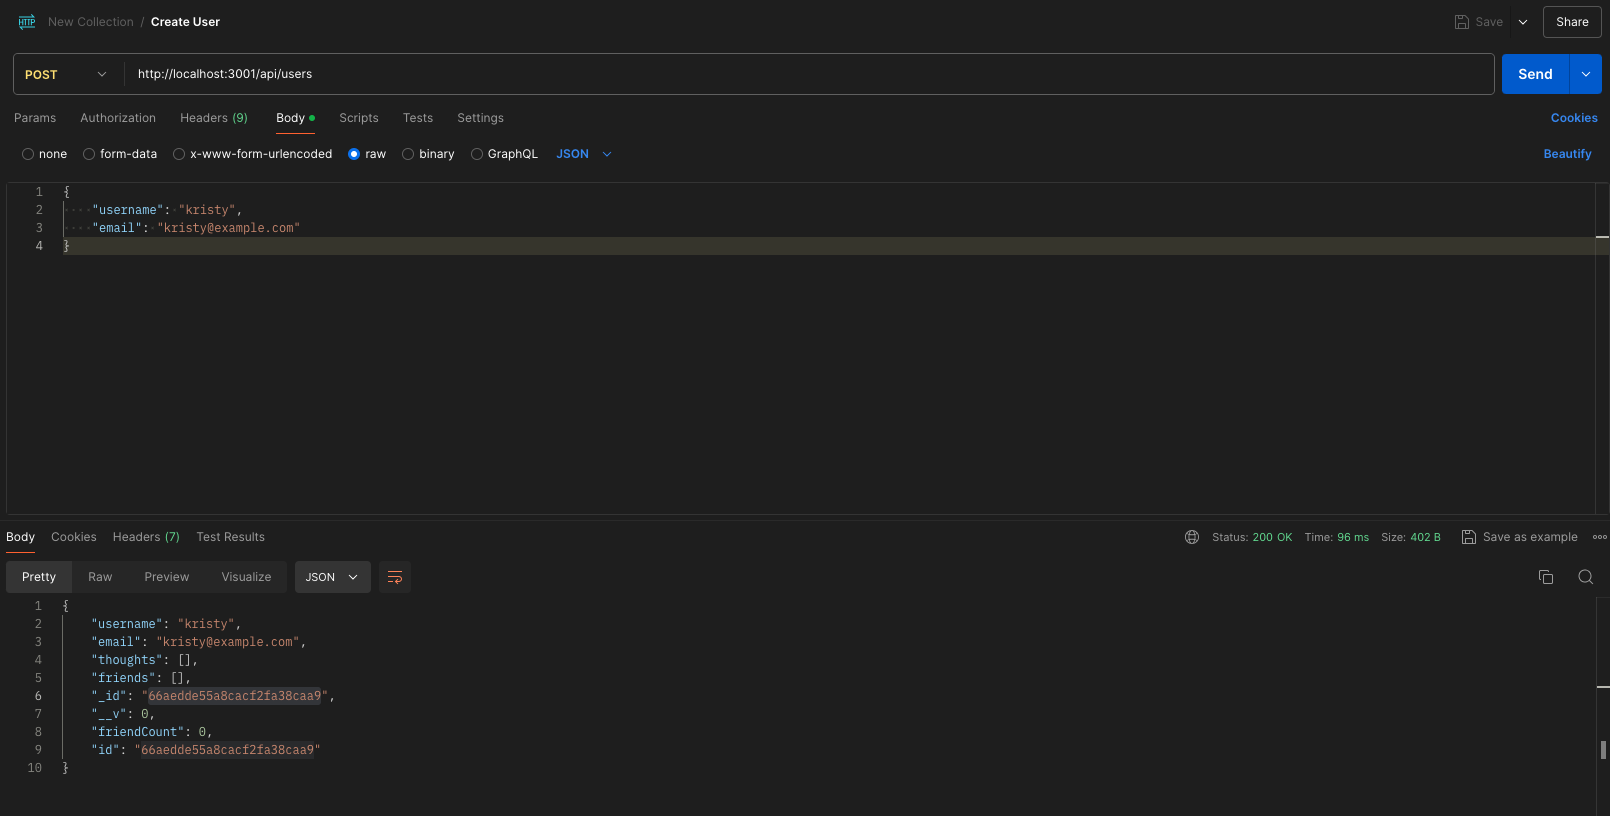 HTTP New Collection / Create User Save Share
POST http://localhost:3001/api/users Send
Params Authorization Headers (9) Body Scripts Tests Settings Cookies
none form-data x-www-form-urlencoded raw binary GraphQL JSON Beautify
1 {
2 "username": "kristy",
3 "email": "kristy@example.com"
4 }
Body Cookies Headers (7) Test Results Status: 200 OK Time: 96 ms Size: 402 B Save as example
Pretty Raw Preview Visualize JSON
1 {
2 "username": "kristy",
3 "email": "kristy@example.com",
4 "thoughts": [],
5 "friends": [],
6 "_id": "66aedde55a8cacf2fa38caa9",
7 "__v": 0,
8 "friendCount": 0,
9 "id": "66aedde55a8cacf2fa38caa9"
10 }